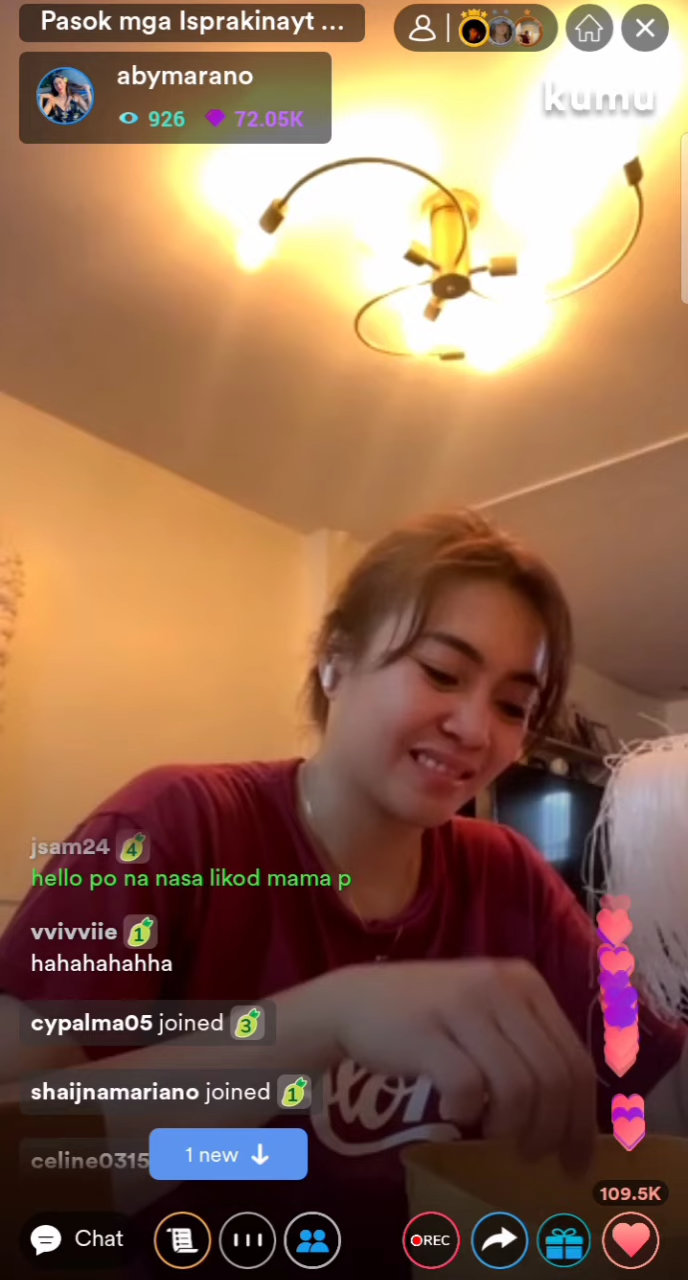 Pasok mga Isprakinayt ...
abymarano
926 72.05K
kumu
jsam24 4
hello po na nasa likod mama p
vvivviie 1
hahahahahha
cypalma05 joined 3
shaijnamariano joined 1
celine0315
1 new
109.5K
Chat
REC